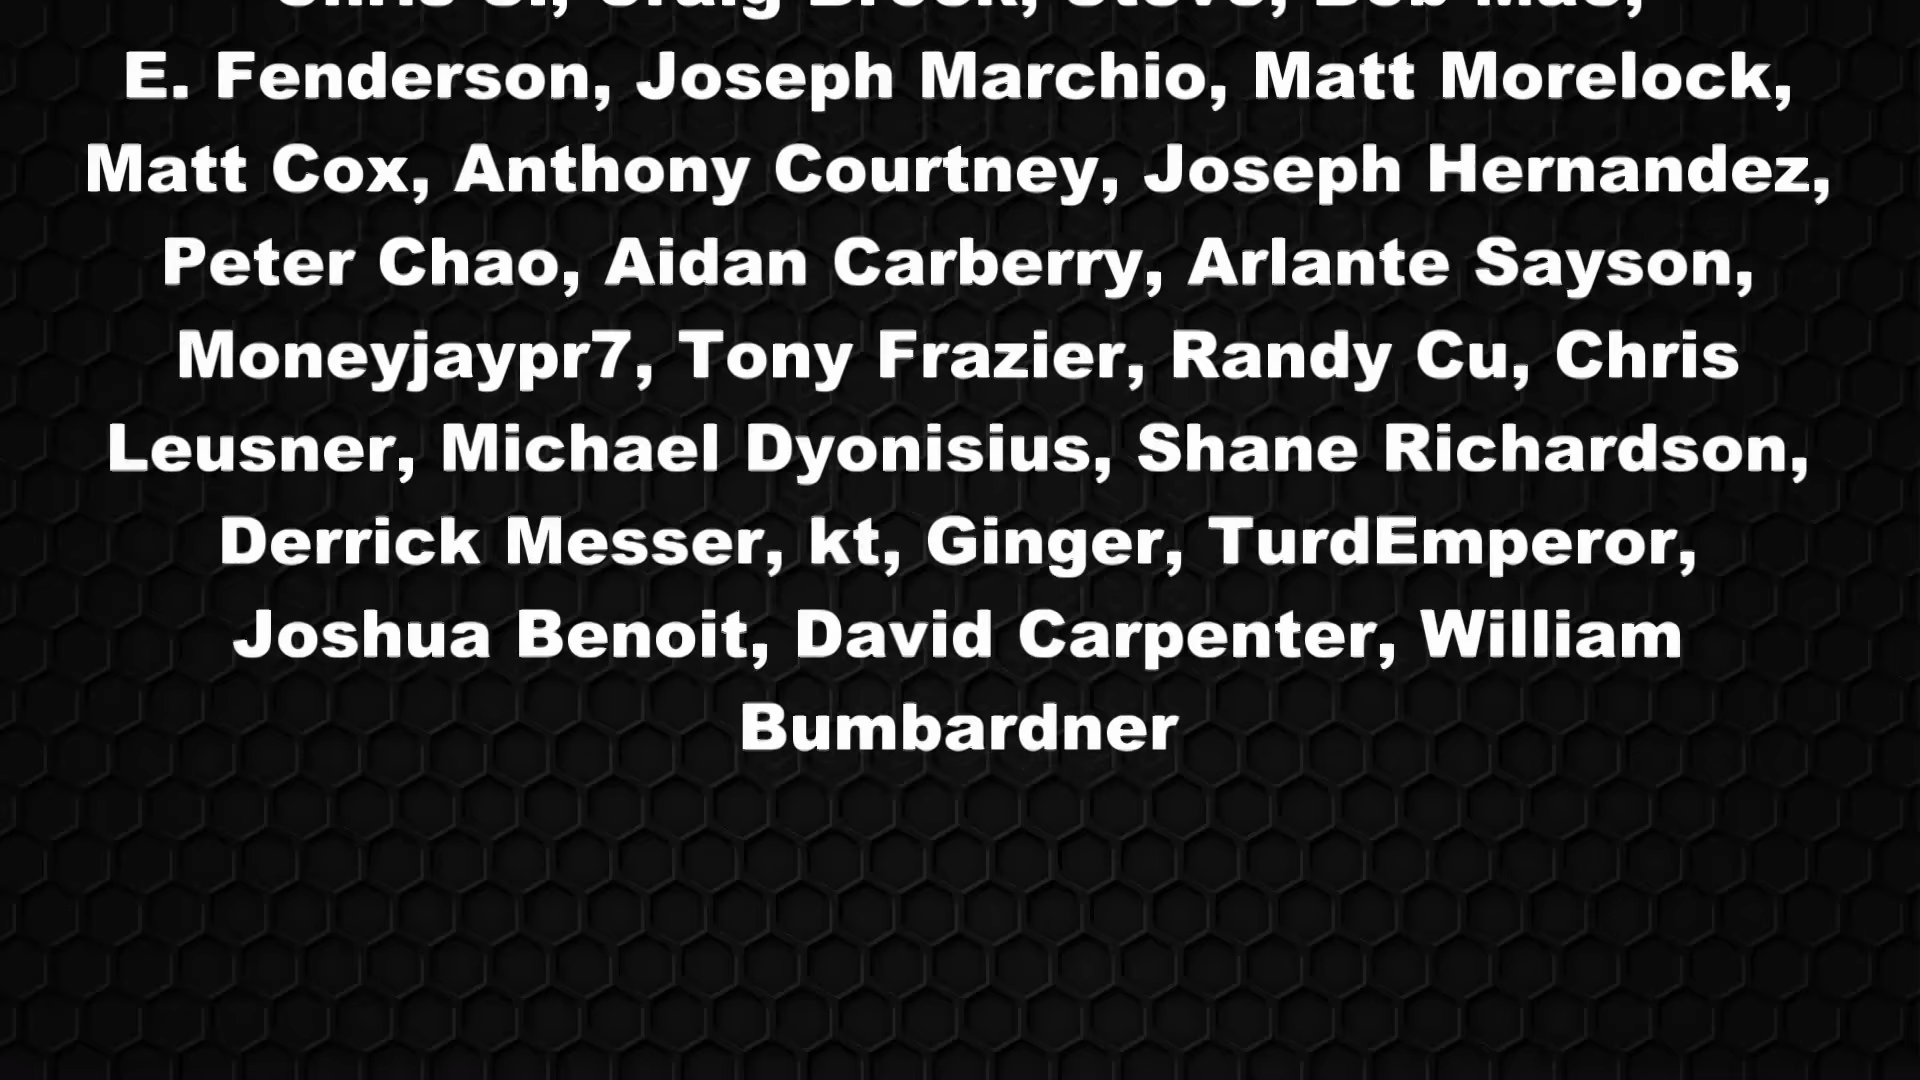 E. Fenderson, Joseph Marchio, Matt Morelock,
Matt Cox, Anthony Courtney, Joseph Hernandez,
Peter Chao, Aidan Carberry, Arlante Sayson,
Moneyjaypr7, Tony Frazier, Randy Cu, Chris
Leusner, Michael Dyonisius, Shane Richardson,
Derrick Messer, kt, Ginger, TurdEmperor,
Joshua Benoit, David Carpenter, William
Bumbardner